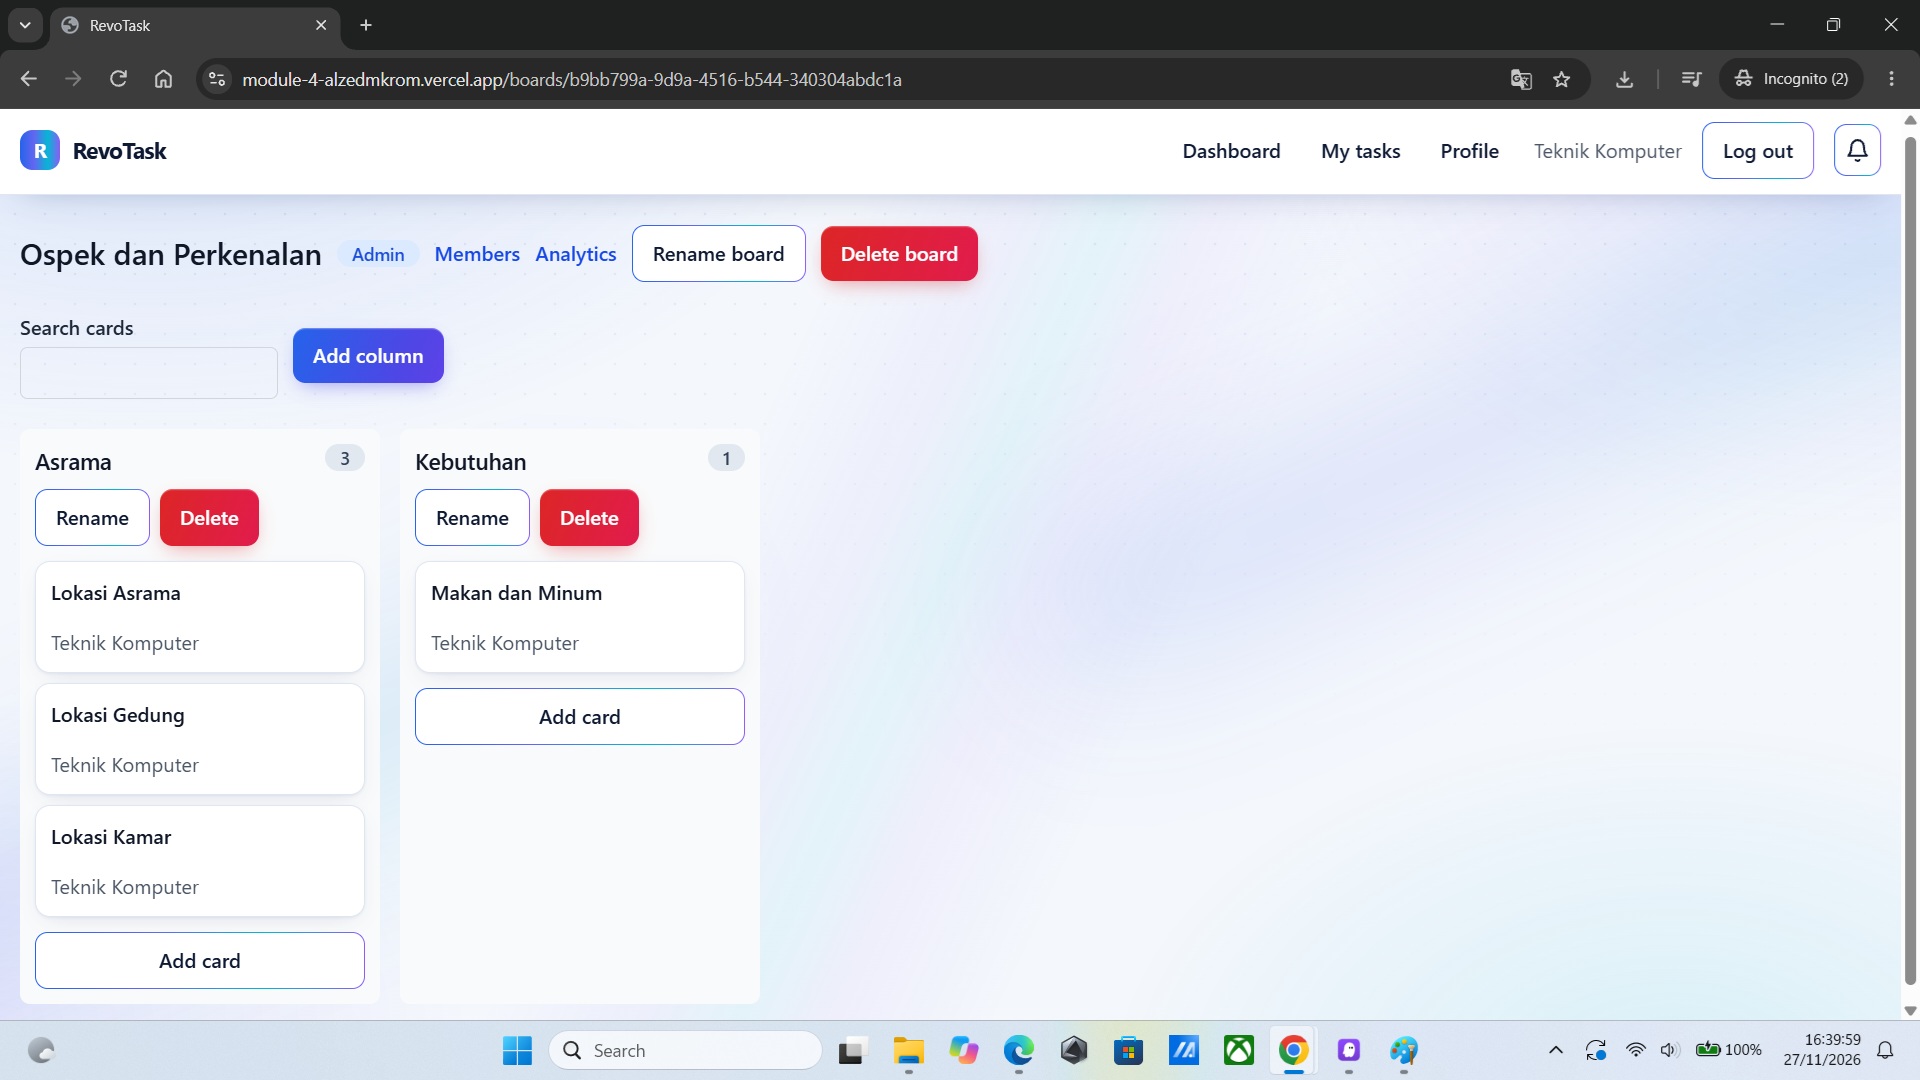 RevoTask
module-4-alzedmkrom.vercel.app/boards/b9bb799a-9d9a-4516-b544-340304abdc1a
Incognito (2)
R RevoTask
Dashboard My tasks Profile Teknik Komputer Log out
Ospek dan Perkenalan Admin Members Analytics Rename board Delete board
Search cards
Add column
Asrama 3
Rename Delete
Lokasi Asrama
Teknik Komputer
Lokasi Gedung
Teknik Komputer
Lokasi Kamar
Teknik Komputer
Add card
Kebutuhan 1
Rename Delete
Makan dan Minum
Teknik Komputer
Add card
Search
100%
16:39:59
27/11/2026